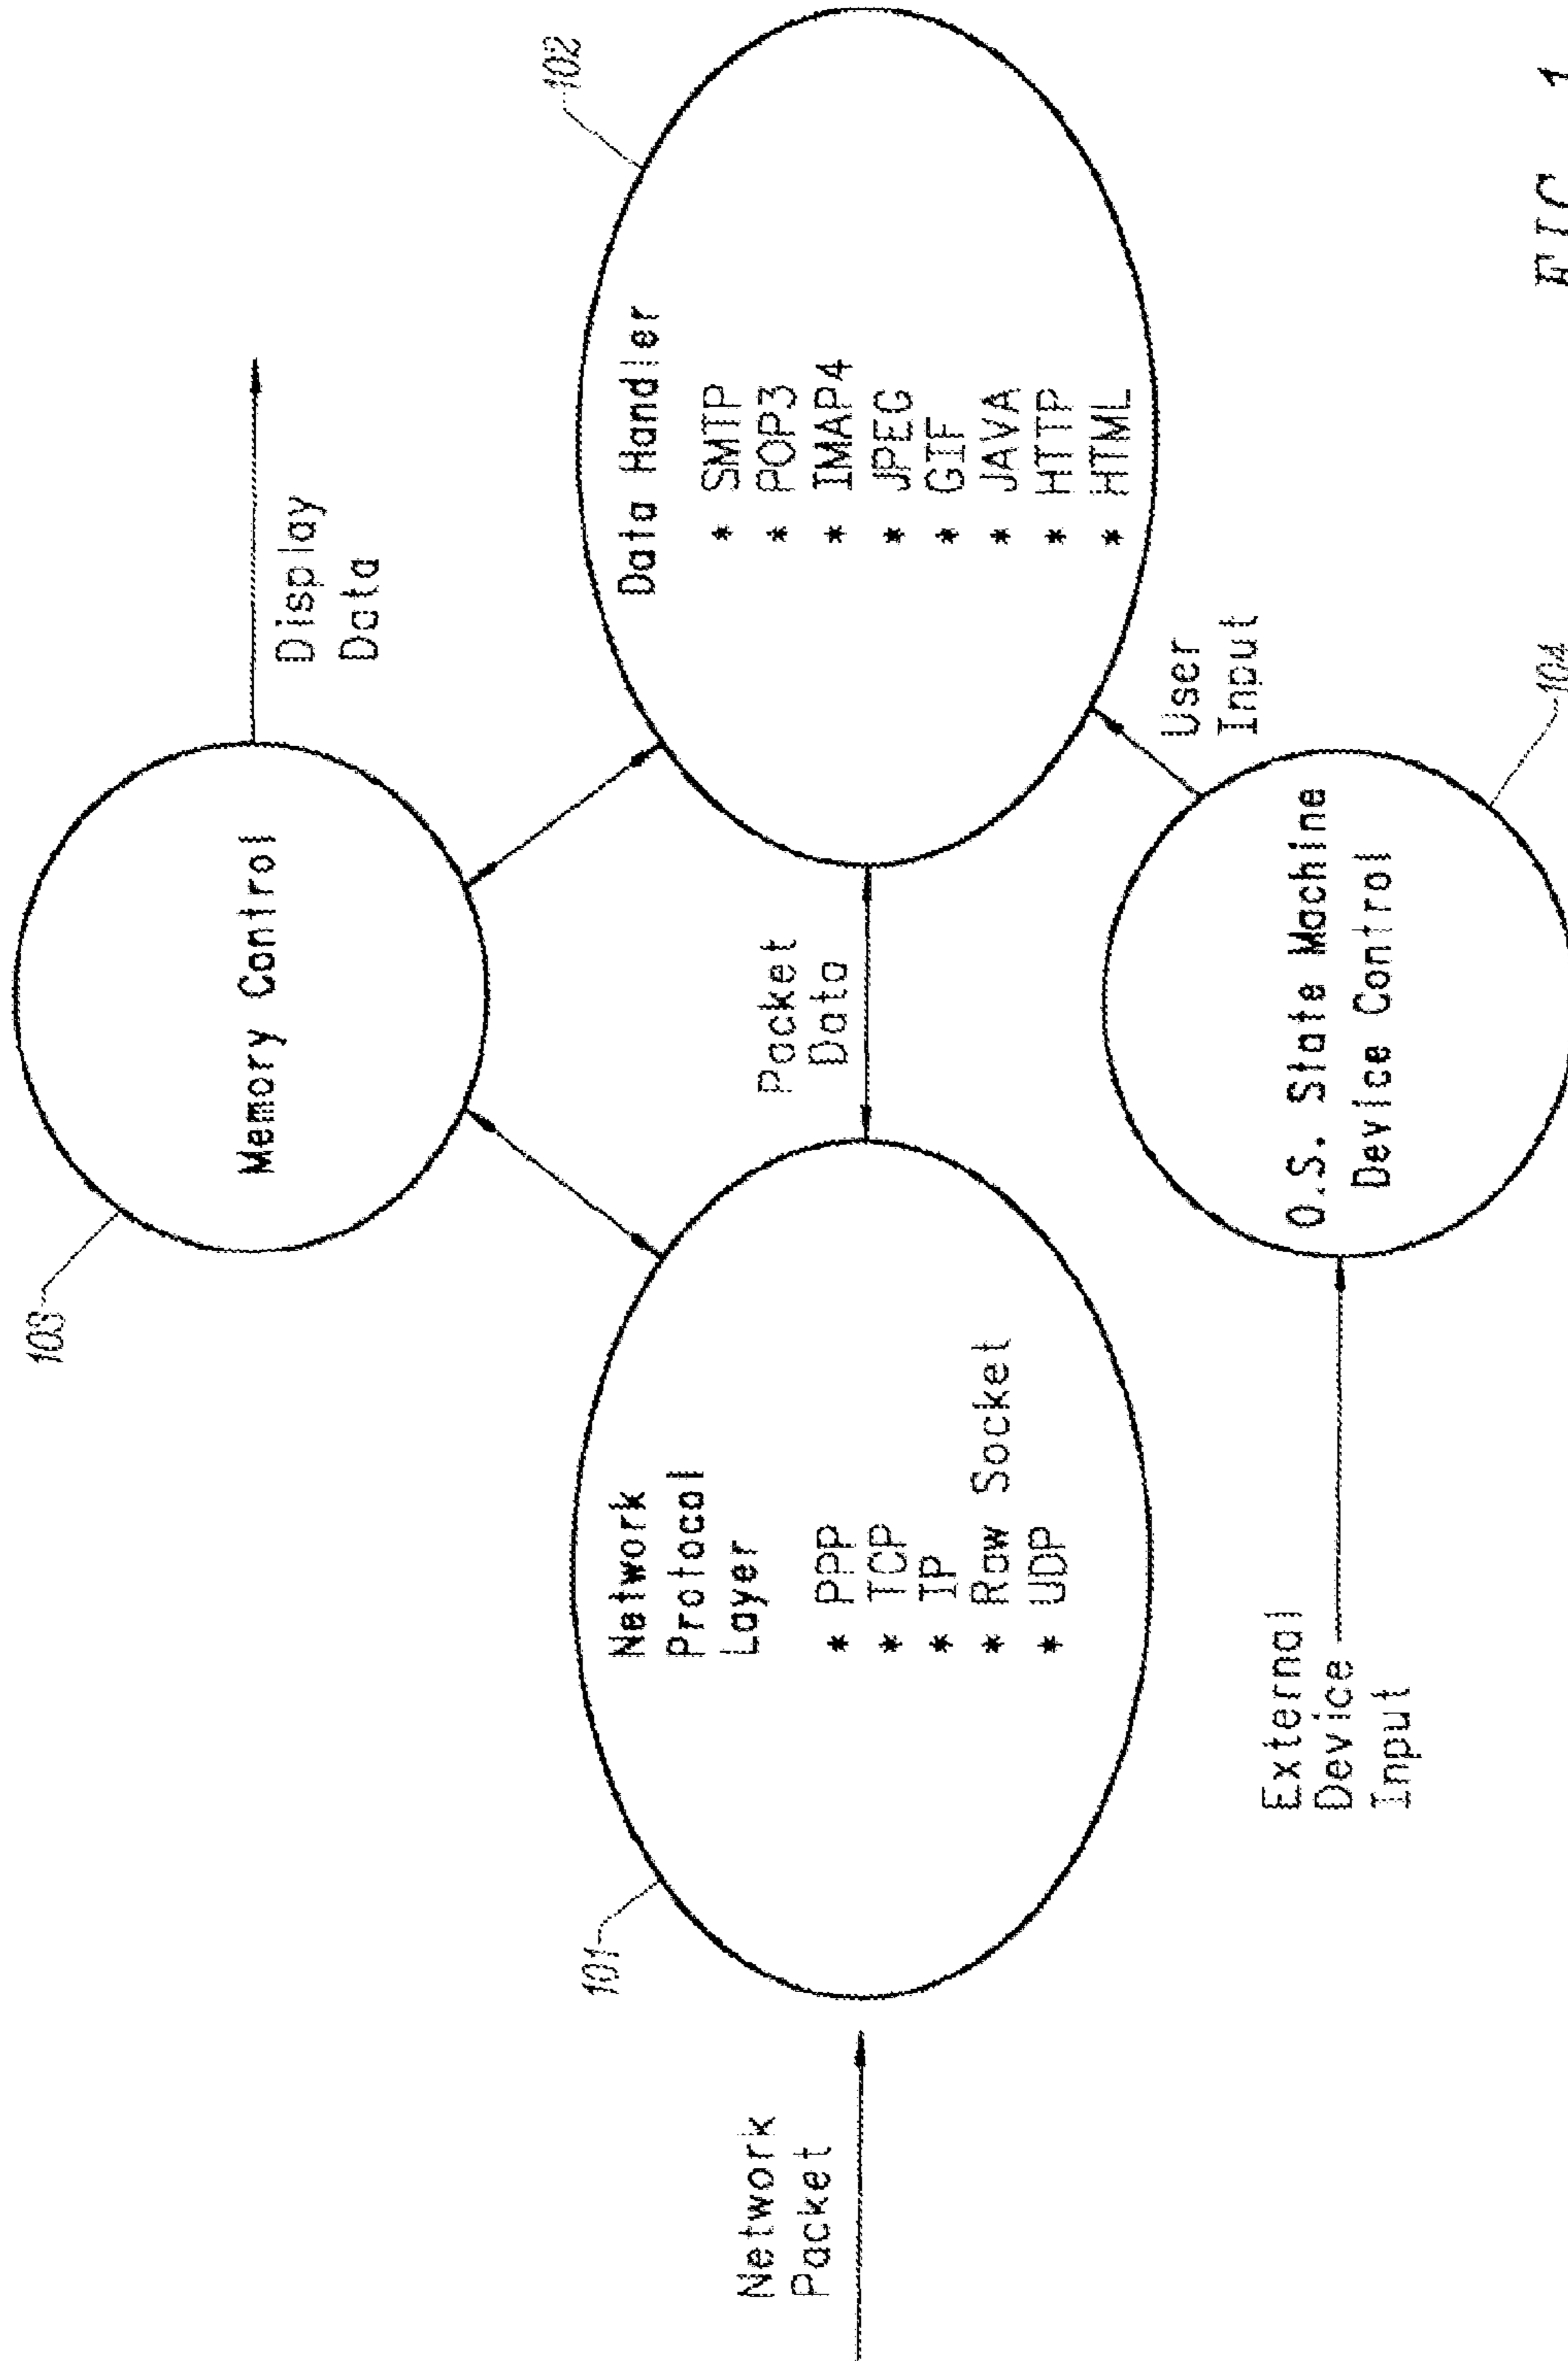 103
Memory Control
Display
Data
102
Data Handler
* SMTP
* POP3
* IMAP4
* JPEG
* GIF
* JAVA
* HTTP
* HTML
Packet
Data
101
Network
Protocol
Layer
* PPP
* TCP
* IP
* Raw Socket
* UDP
Network
Packet
User
Input
O.S. State Machine
Device Control
104
External
Device
Input
FIG. 1